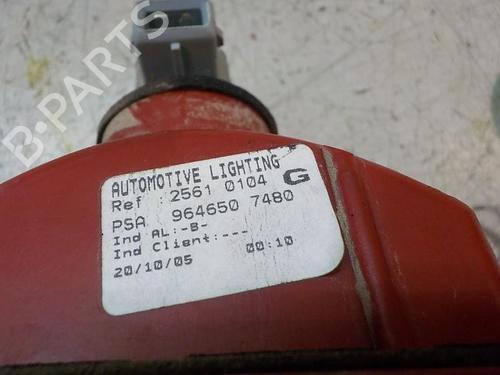 B-PARTS
AUTOMOTIVE LIGHTING
Ref : 2561 0104 G
PSA 964650 7480
Ind AL:-B-
Ind Client:---
20/10/05 00:10